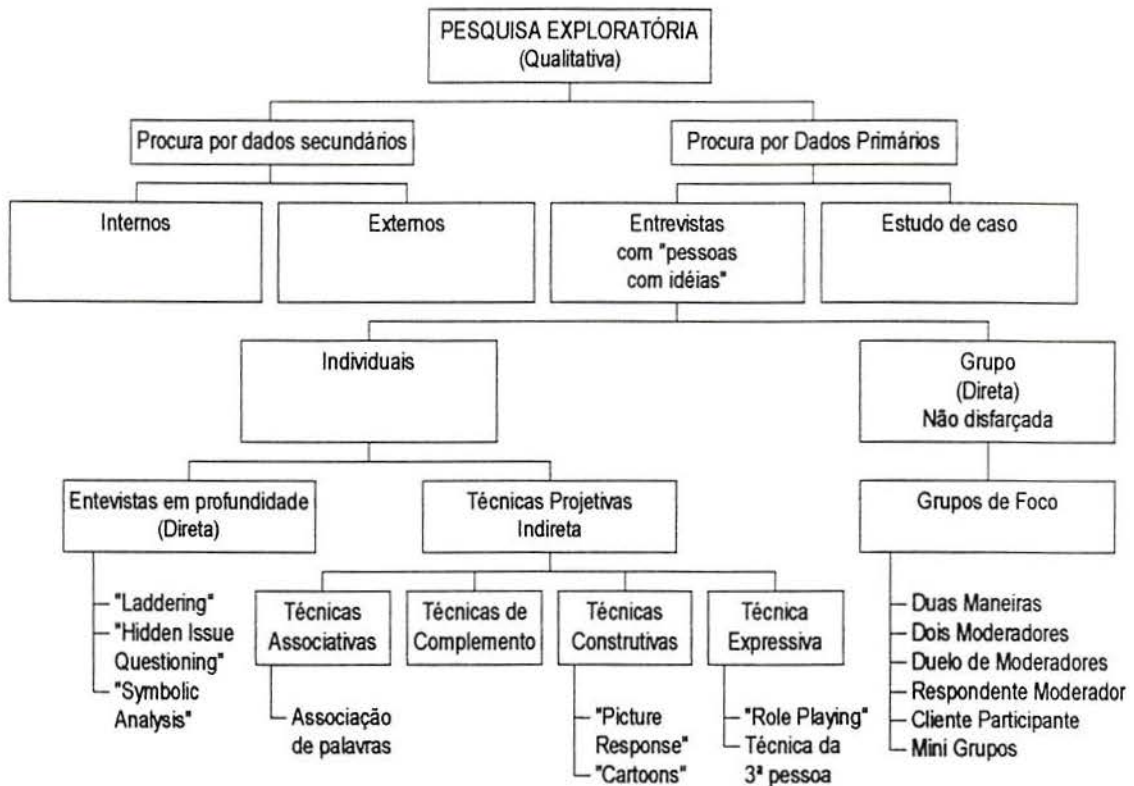 PESQUISA EXPLORATÓRIA
(Qualitativa)
Procura por dados secundários
Procura por Dados Primários
Internos
Externos
Entrevistas
com "pessoas
com idéias"
Estudo de caso
Individuais
Grupo
(Direta)
Não disfarçada
Entevistas em profundidade
(Direta)
Técnicas Projetivas
Indireta
Grupos de Foco
"Laddering"
"Hidden Issue
Questioning"
"Symbolic
Analysis"
Técnicas
Associativas
Técnicas de
Complemento
Técnicas
Construtivas
Técnica
Expressiva
Associação
de palavras
"Picture
Response"
"Cartoons"
"Role Playing"
Técnica da
3ª pessoa
Duas Maneiras
Dois Moderadores
Duelo de Moderadores
Respondente Moderador
Cliente Participante
Mini Grupos